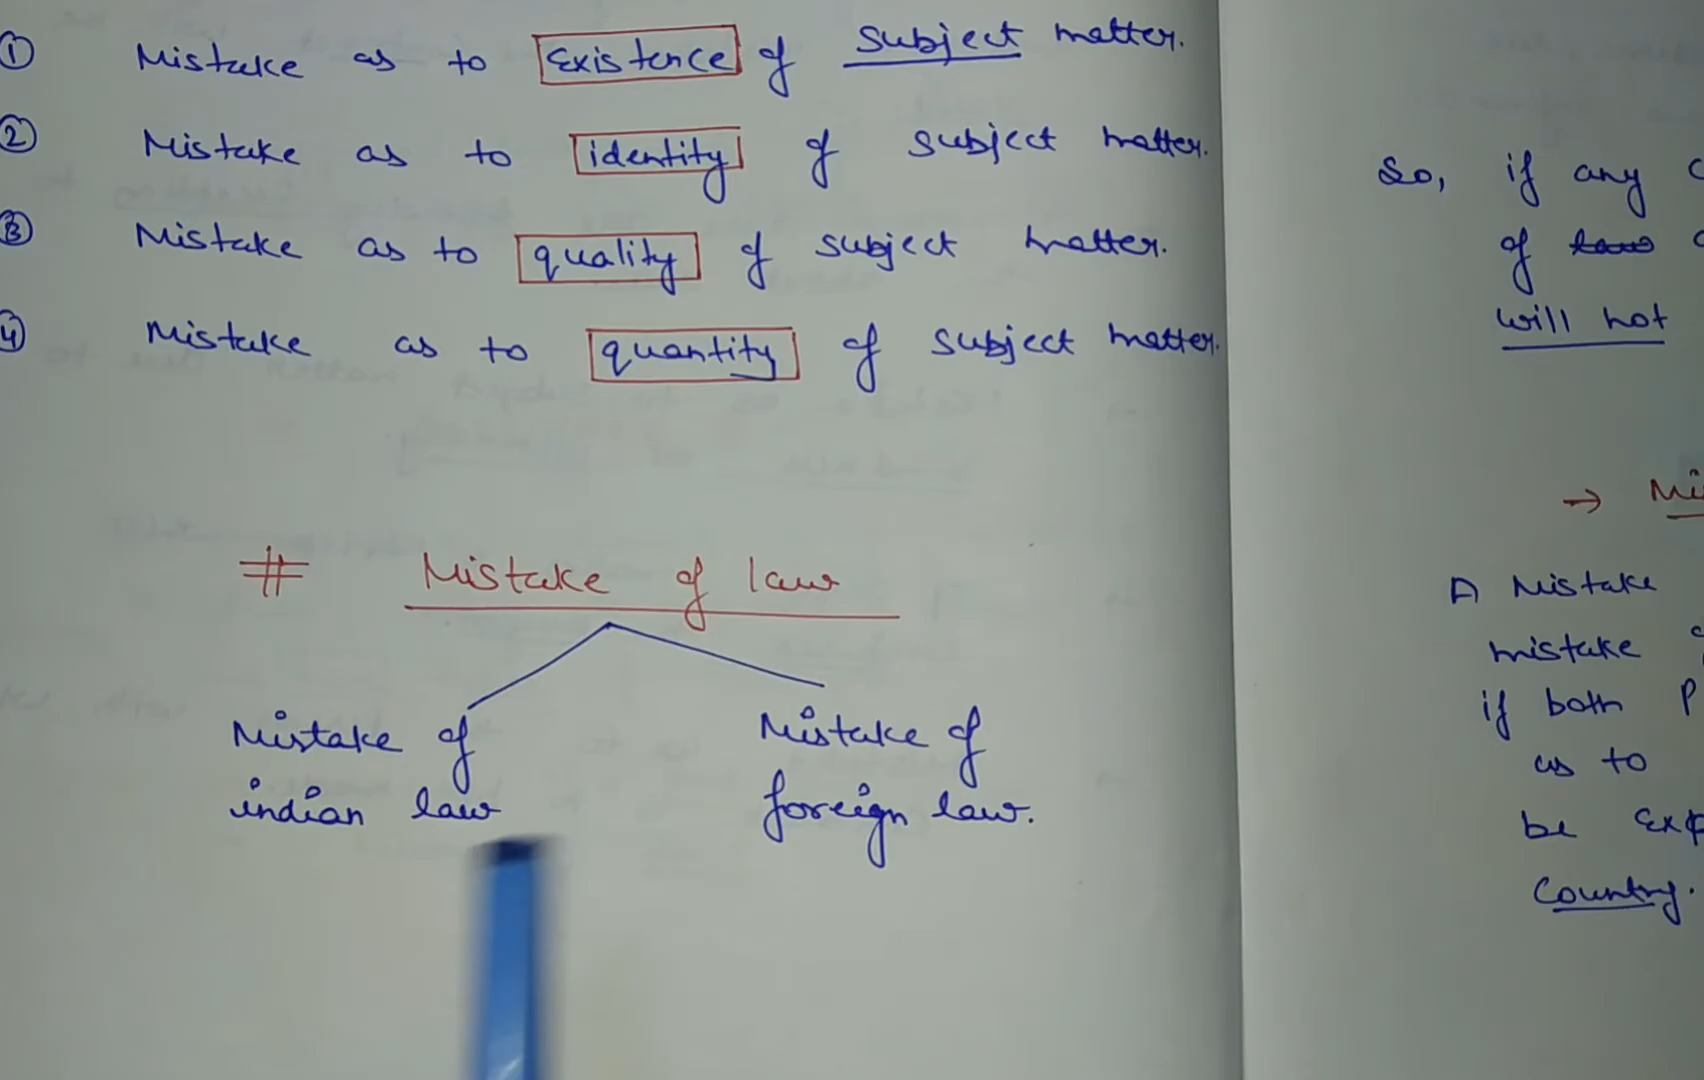 ① Mistake as to existence of subject matter.
② Mistake as to identity of subject matter.
③ Mistake as to quality of subject matter.
④ Mistake as to quantity of subject matter.
# Mistake of law
Mistake of indian law
Mistake of foreign law.
So, if any
of law
will not
→
A Mistake
mistake
if both
as to
be
Country.